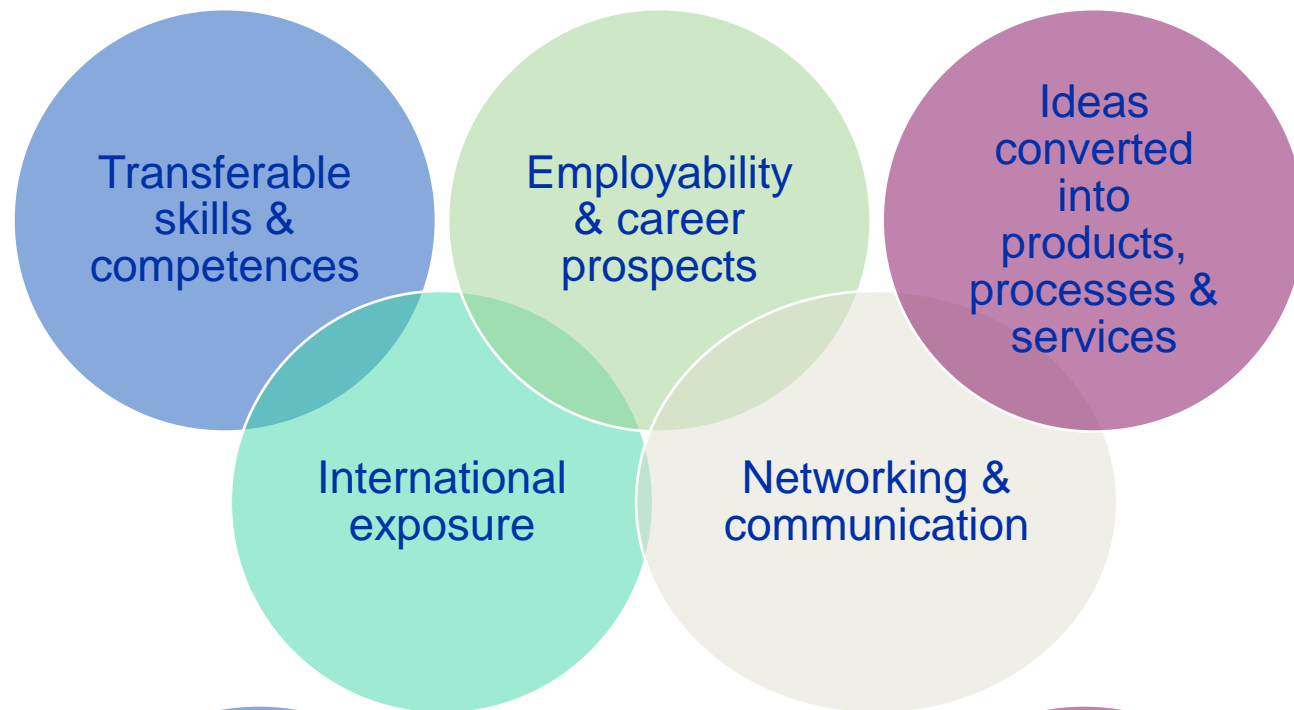 Transferable
skills &
competences
Employability
& career
prospects
Ideas
converted
into
products,
processes &
services
International
exposure
Networking &
communication